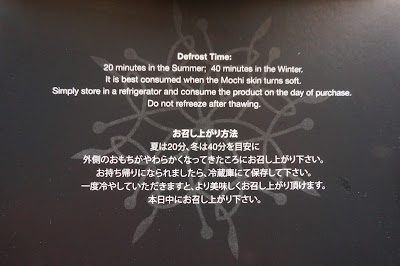 Defrost Time:
20 minutes in the Summer;  40 minutes in the Winter.
It is best consumed when the Mochi skin turns soft.
Simply store in a refrigerator and consume the product on the day of purchase.
Do not refreeze after thawing.
お召し上がり方法
夏は20分、冬は40分を目安に
外側のおもちがやわらかくなってきたころにお召し上がり下さい。
お持ち帰りになられましたら、冷蔵庫にて保存して下さい。
一度冷やしていただきますと、より美味しくお召し上がり頂けます。
本日中にお召し上がり下さい。